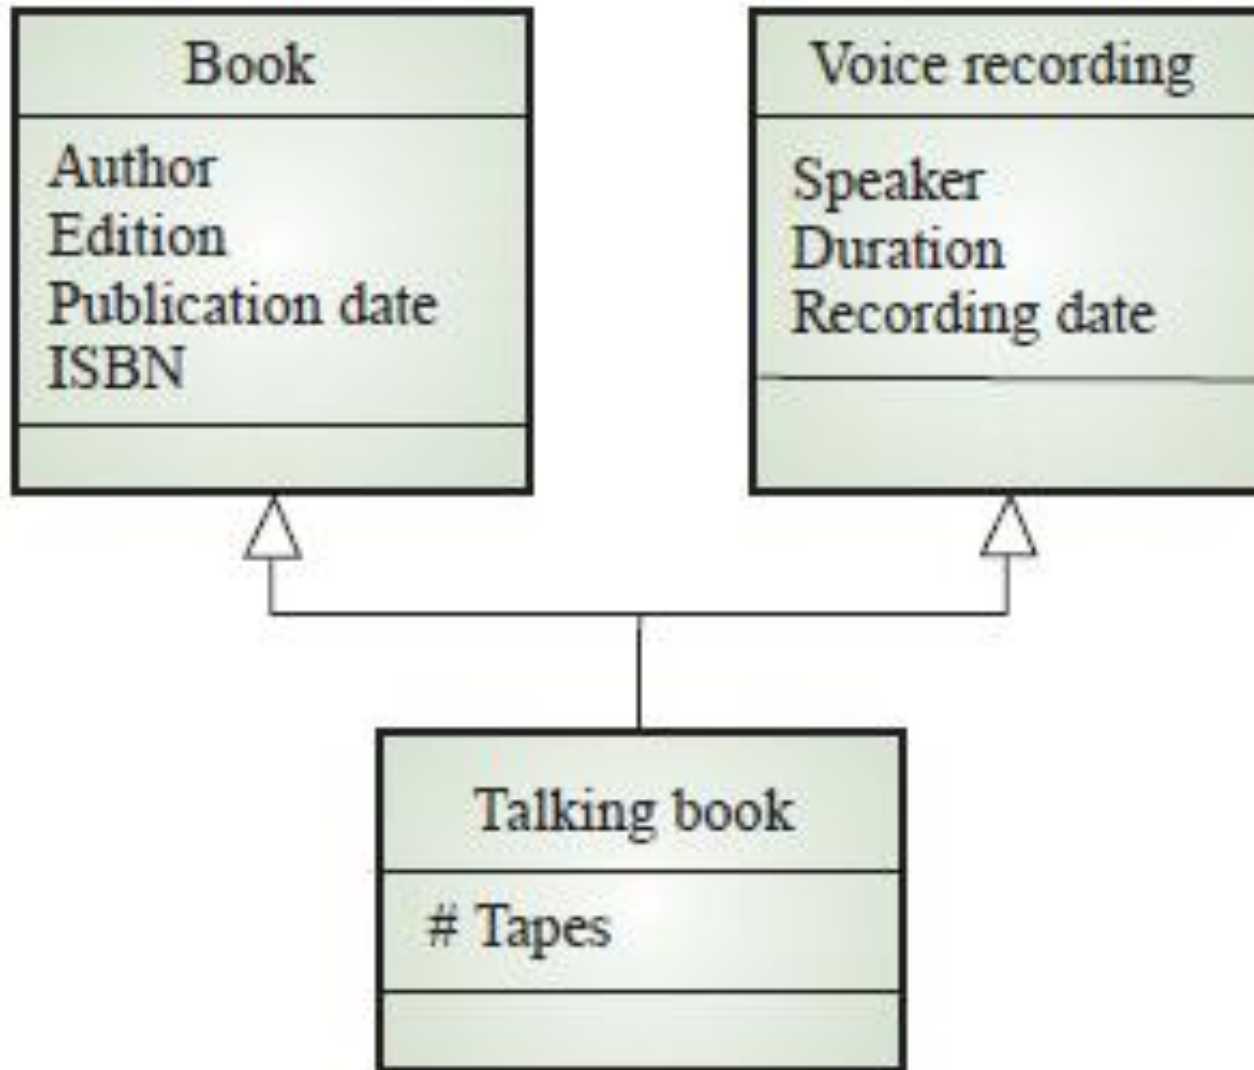 Book
Author
Edition
Publication date
ISBN
Voice recording
Speaker
Duration
Recording date
Talking book
# Tapes